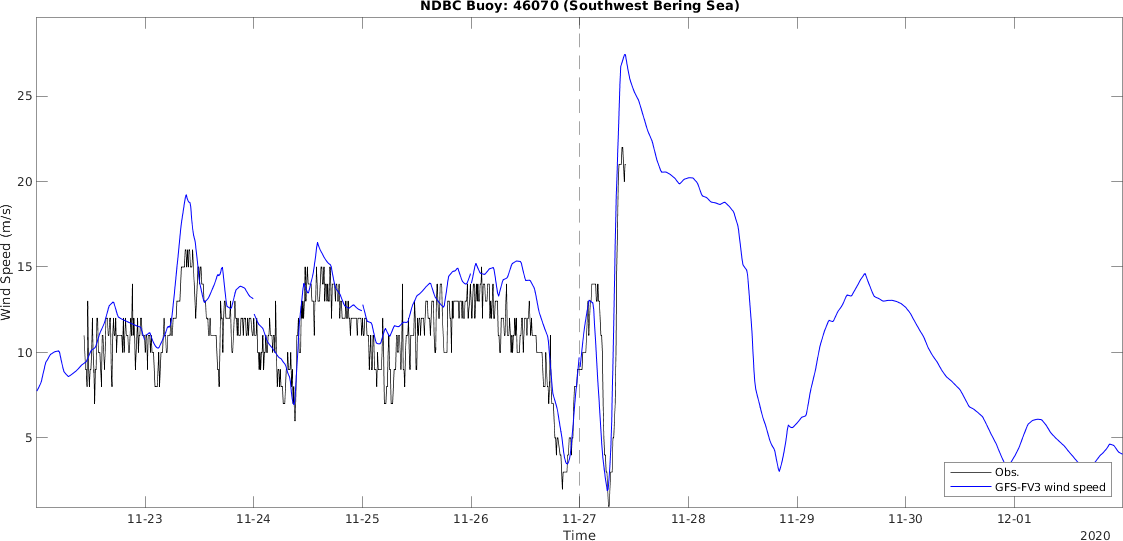 NDBC Buoy: 46070 (Southwest Bering Sea)
Wind Speed (m/s)
25
20
15
10
5
Obs.
GFS-FV3 wind speed
11-23 11-24 11-25 11-26 11-27 11-28 11-29 11-30 12-01
Time
2020